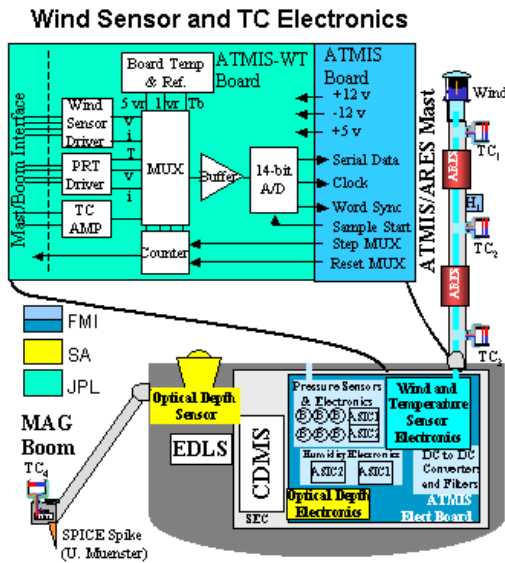 Wind Sensor and TC Electronics
Board Temp
& Ref.
ATMIS-WT
Board
ATMIS
Board
5 vr 1 vr Tb
+12 v
-12 v
+5 v
Mast/Boom Interface
Wind
Sensor
Driver
v
i
PRT
Driver
T
v
i
TC
AMP
MUX
Buffer
14-bit
A/D
Counter
Serial Data
Clock
Word Sync
Sample Start
Step MUX
Reset MUX
ATMIS/ARES Mast
Wind
TC1
ARES
H1
TC2
ARES
TC3
FMI
SA
JPL
MAG
Boom
TC4
SPICE Spike
(U. Muenster)
Optical Depth
Sensor
EDLS
CDMS
SEC
Pressure Sensors
& Electronics
B B B ASIC1
B B B ASIC2
Humidity Electronics
ASIC2 ASIC1
Optical Depth
Electronics
Wind and
Temperature
Sensor
Electronics
DC to DC
Converters
and Filters
ATMIS
Elect Board